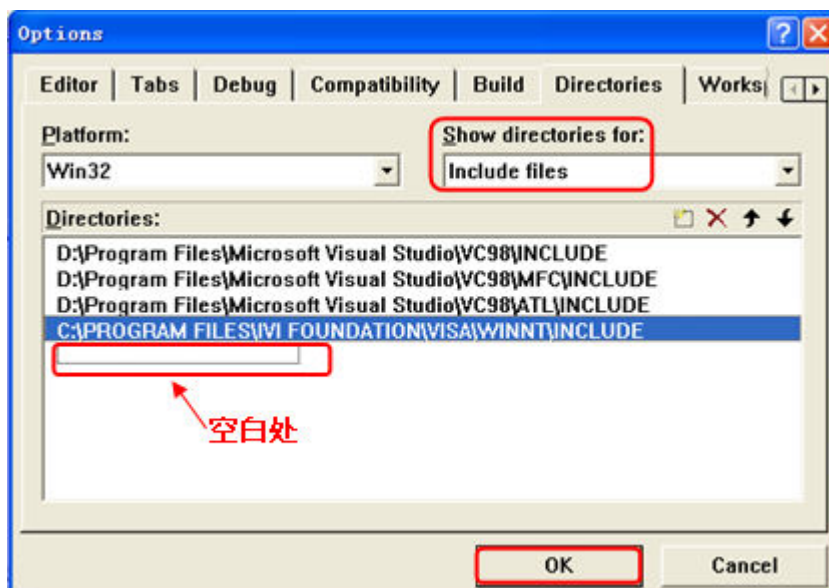 Options
Editor Tabs Debug Compatibility Build Directories Works
Platform: Show directories for:
Win32 Include files
Directories:
D:\Program Files\Microsoft Visual Studio\VC98\INCLUDE
D:\Program Files\Microsoft Visual Studio\VC98\MFC\INCLUDE
D:\Program Files\Microsoft Visual Studio\VC98\ATL\INCLUDE
C:\PROGRAM FILES\IVI FOUNDATION\VISA\WINNT\INCLUDE
空白处
OK Cancel